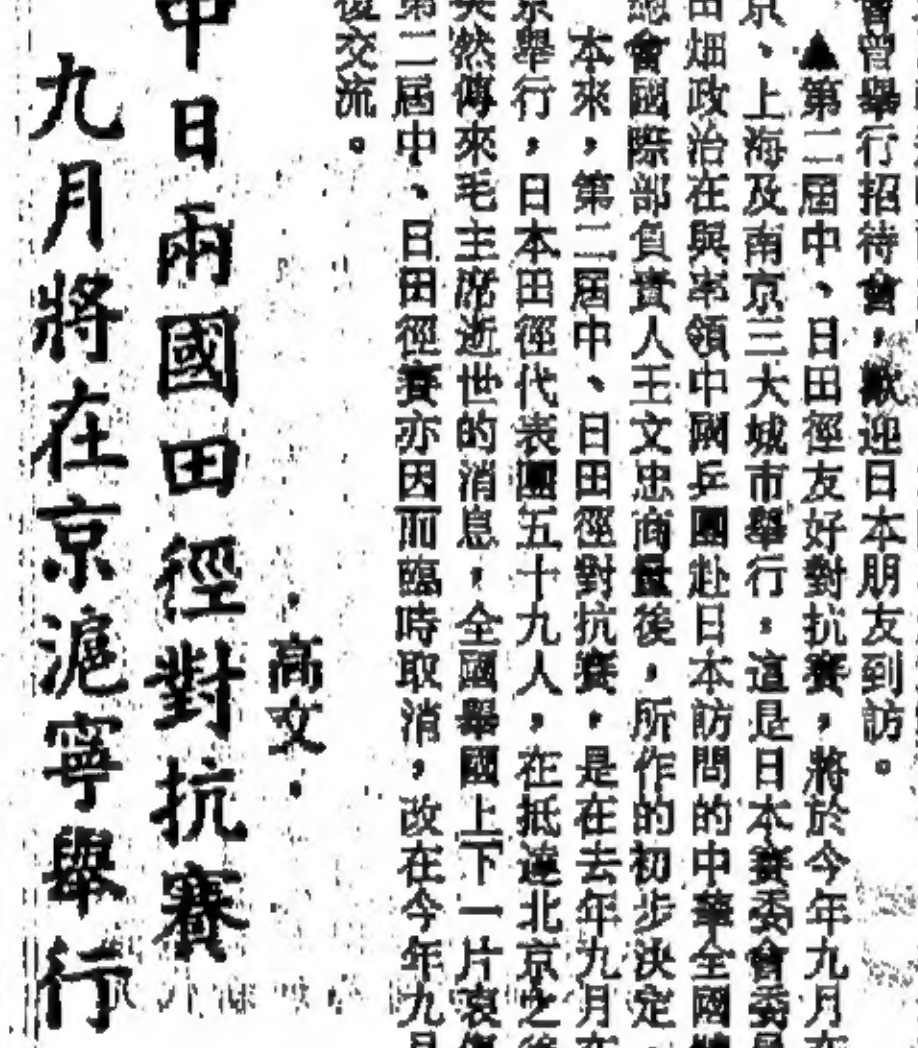 會曾舉行招待會，歡迎日本朋友到訪。
▲第二屆中、日田徑友好對抗賽，將於今年九月在
京、上海及南京三大城市舉行，這是日本賽委會委員
田畑政治在與率領中國乒團赴日本訪問的中華全國體
總會國際部負責人王文忠商量後，所作的初步決定
本來，第二屆中、日田徑對抗賽，是在去年九月在
京舉行，日本田徑代表團五十九人，在抵達北京之後
突然傳來毛主席逝世的消息，全國舉國上下一片哀傷
第二屆中、日田徑賽亦因而臨時取消，改在今年九月
後交流。
·高文·
中日兩國田徑對抗賽
九月將在京滬寧舉行